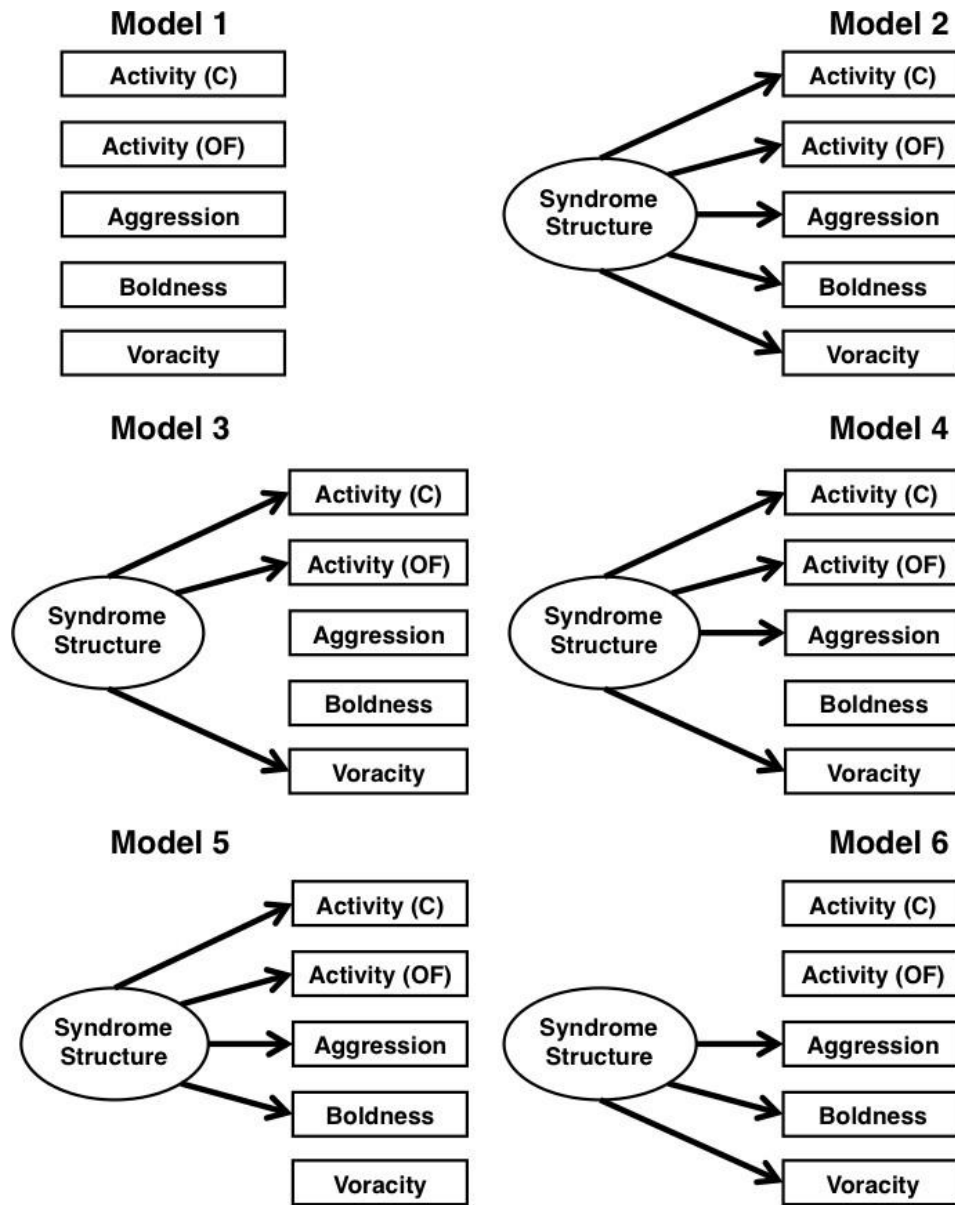 Model 1
Activity (C)
Activity (OF)
Aggression
Boldness
Voracity
Model 2
Syndrome
Structure
Activity (C)
Activity (OF)
Aggression
Boldness
Voracity
Model 3
Syndrome
Structure
Activity (C)
Activity (OF)
Aggression
Boldness
Voracity
Model 4
Syndrome
Structure
Activity (C)
Activity (OF)
Aggression
Boldness
Voracity
Model 5
Syndrome
Structure
Activity (C)
Activity (OF)
Aggression
Boldness
Voracity
Model 6
Syndrome
Structure
Activity (C)
Activity (OF)
Aggression
Boldness
Voracity